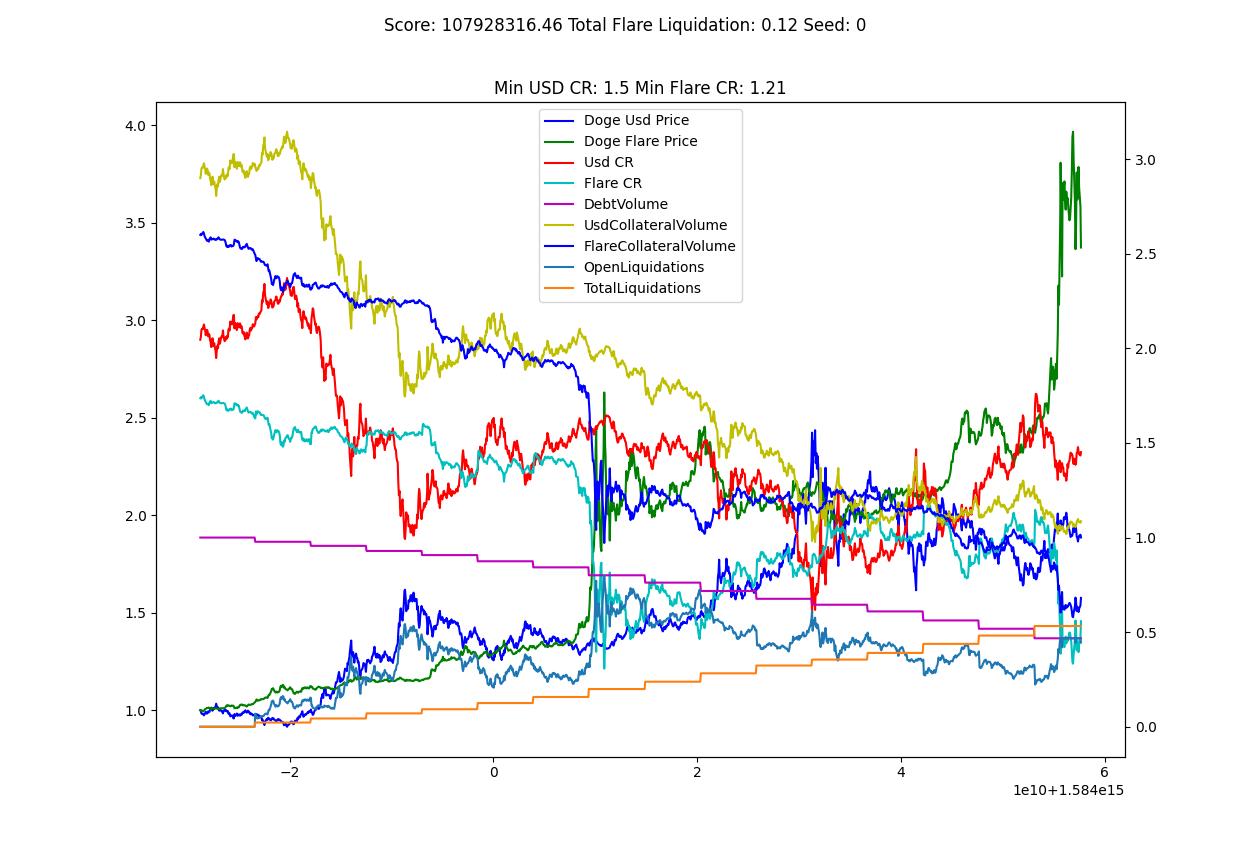 Score: 107928316.46 Total Flare Liquidation: 0.12 Seed: 0
Min USD CR: 1.5 Min Flare CR: 1.21
Doge Usd Price
Doge Flare Price
Usd CR
Flare CR
DebtVolume
UsdCollateralVolume
FlareCollateralVolume
OpenLiquidations
TotalLiquidations
4.0
3.5
3.0
2.5
2.0
1.5
1.0
3.0
2.5
2.0
1.5
1.0
0.5
0.0
−2
0
2
4
6
1e10+1.584e15